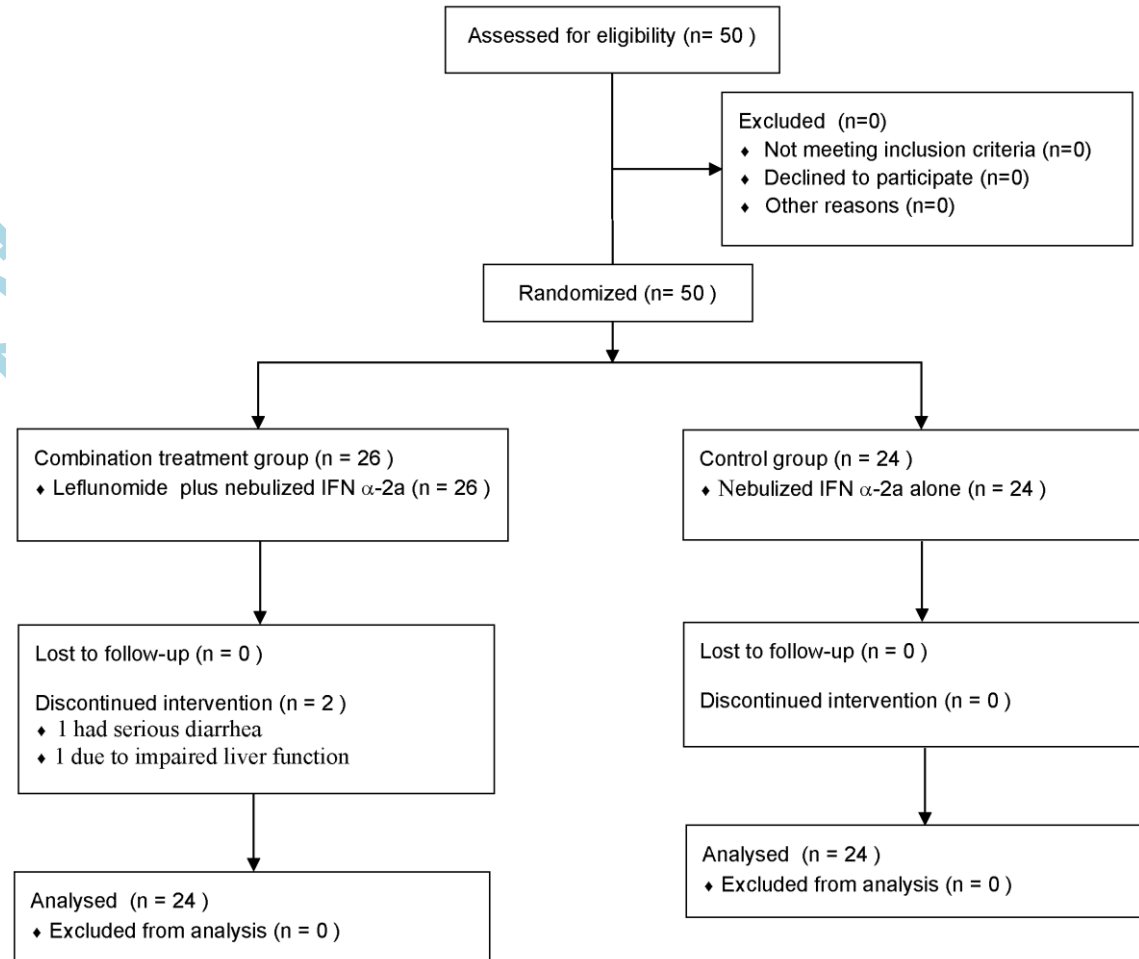 Assessed for eligibility (n= 50 )
Excluded (n=0)
♦ Not meeting inclusion criteria (n=0)
♦ Declined to participate (n=0)
♦ Other reasons (n=0)
Randomized (n= 50 )
Combination treatment group (n = 26 )
♦ Leflunomide plus nebulized IFN α-2a (n = 26 )
Control group (n = 24 )
♦ Nebulized IFN α-2a alone (n = 24 )
Lost to follow-up (n = 0 )
Discontinued intervention (n = 2 )
♦ 1 had serious diarrhea
♦ 1 due to impaired liver function
Lost to follow-up (n = 0 )
Discontinued intervention (n = 0 )
Analysed (n = 24 )
♦ Excluded from analysis (n = 0 )
Analysed (n = 24 )
♦ Excluded from analysis (n = 0 )